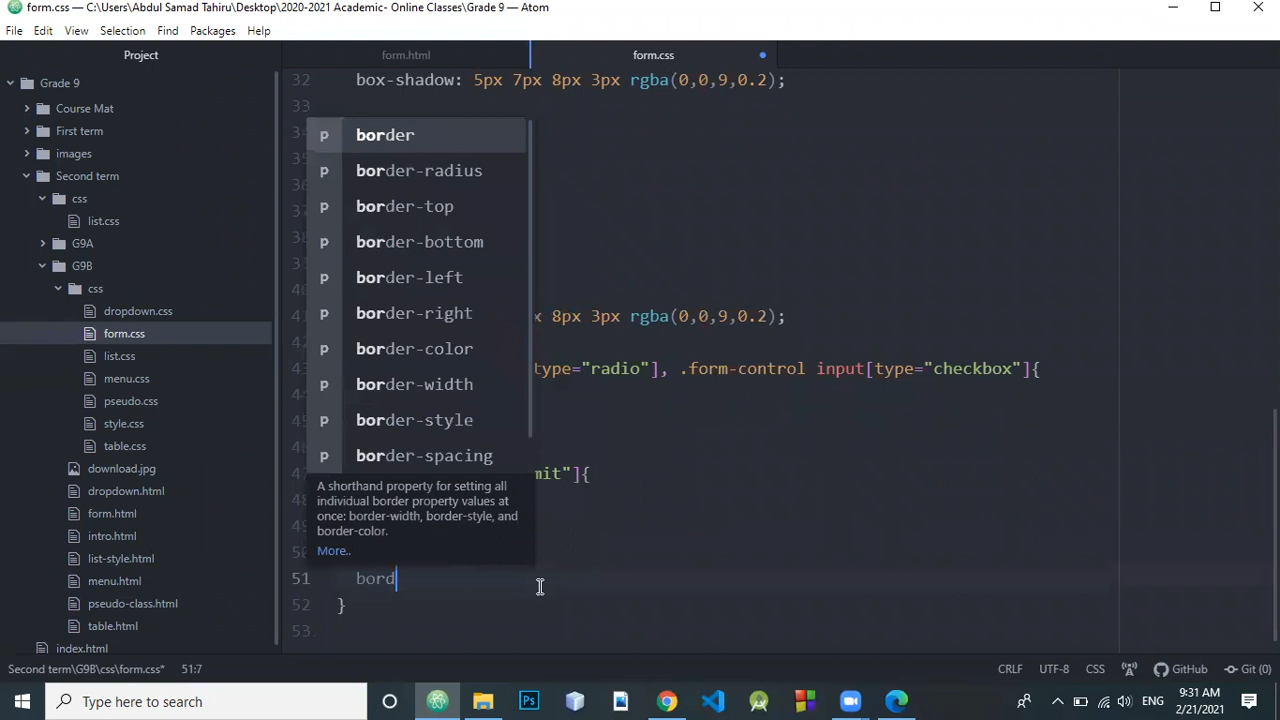 form.css — C:\Users\Abdul Samad Tahiru\Desktop\2020-2021 Academic- Online Classes\Grade 9 — Atom
File Edit View Selection Find Packages Help
Project
form.html
form.css
Grade 9
Course Mat
First term
images
Second term
css
list.css
G9A
G9B
css
dropdown.css
form.css
list.css
menu.css
pseudo.css
style.css
table.css
download.jpg
dropdown.html
form.html
intro.html
list-style.html
menu.html
pseudo-class.html
table.html
index.html
32 box-shadow: 5px 7px 8px 3px rgba(0,0,9,0.2);
33
p border
p border-radius
p border-top
p border-bottom
p border-left
p border-right
p border-color
p border-width
p border-style
p border-spacing
A shorthand property for setting all
individual border property values at
once: border-width, border-style, and
border-color.
More..
x 8px 3px rgba(0,0,9,0.2);
type="radio"], .form-control input[type="checkbox"]{
mit"]{
51 bord
52 }
53
Second term\G9B\css\form.css* 51:7
CRLF UTF-8 CSS GitHub Git (0)
Type here to search
Ps
ENG
9:31 AM
2/21/2021